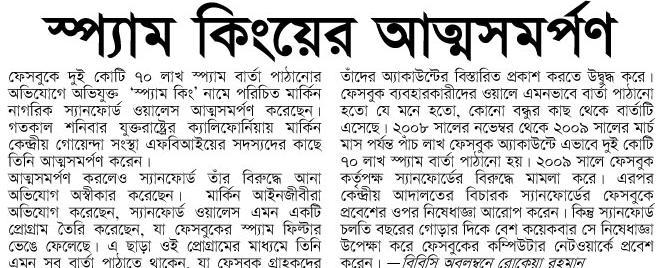 স্প্যাম কিংয়ের আত্মসমর্পণ
ফেসবুকে দুই কোটি ৭০ লাখ স্প্যাম বার্তা পাঠানোর
অভিযোগে অভিযুক্ত 'স্প্যাম কিং' নামে পরিচিত মার্কিন
নাগরিক স্যানফোর্ড ওয়ালেস আত্মসমর্পণ করেছেন।
গতকাল শনিবার যুক্তরাষ্ট্রের ক্যালিফোর্নিয়ায় মার্কিন
কেন্দ্রীয় গোয়েন্দা সংস্থা এফবিআইয়ের সদস্যদের কাছে
তিনি আত্মসমর্পণ করেন।
আত্মসমর্পণ করলেও স্যানফোর্ড তাঁর বিরুদ্ধে আনা
অভিযোগ অস্বীকার করেছেন। মার্কিন আইনজীবীরা
অভিযোগ করেছেন, স্যানফোর্ড ওয়ালেস এমন একটি
প্রোগ্রাম তৈরি করেছেন, যা ফেসবুকের স্প্যাম ফিল্টার
ভেঙে ফেলেছে। এ ছাড়া ওই প্রোগ্রামের মাধ্যমে তিনি
এমন সব বার্তা পাঠাতে থাকেন, যা ফেসবুক গ্রাহকদের
তাঁদের অ্যাকাউন্টের বিস্তারিত প্রকাশ করতে উদ্বুদ্ধ করে।
ফেসবুক ব্যবহারকারীদের ওয়ালে এমনভাবে বার্তা পাঠানো
হতো যে মনে হতো, কোনো বন্ধুর কাছ থেকে বার্তাটি
এসেছে। ২০০৮ সালের নভেম্বর থেকে ২০০৯ সালের মার্চ
মাস পর্যন্ত পাঁচ লাখ ফেসবুক অ্যাকাউন্টে এভাবে দুই কোটি
৭০ লাখ স্প্যাম বার্তা পাঠানো হয়। ২০০৯ সালে ফেসবুক
কর্তৃপক্ষ স্যানফোর্ডের বিরুদ্ধে মামলা করে। এরপর
কেন্দ্রীয় আদালতের বিচারক স্যানফোর্ডের ফেসবুকে
প্রবেশের ওপর নিষেধাজ্ঞা আরোপ করেন। কিন্তু স্যানফোর্ড
চলতি বছরের গোড়ার দিকে বেশ কয়েকবার সে নিষেধাজ্ঞা
উপেক্ষা করে ফেসবুকের কম্পিউটার নেটওয়ার্কে প্রবেশ
করেন। —বিবিসি অবলম্বনে রোকেয়া রহমান